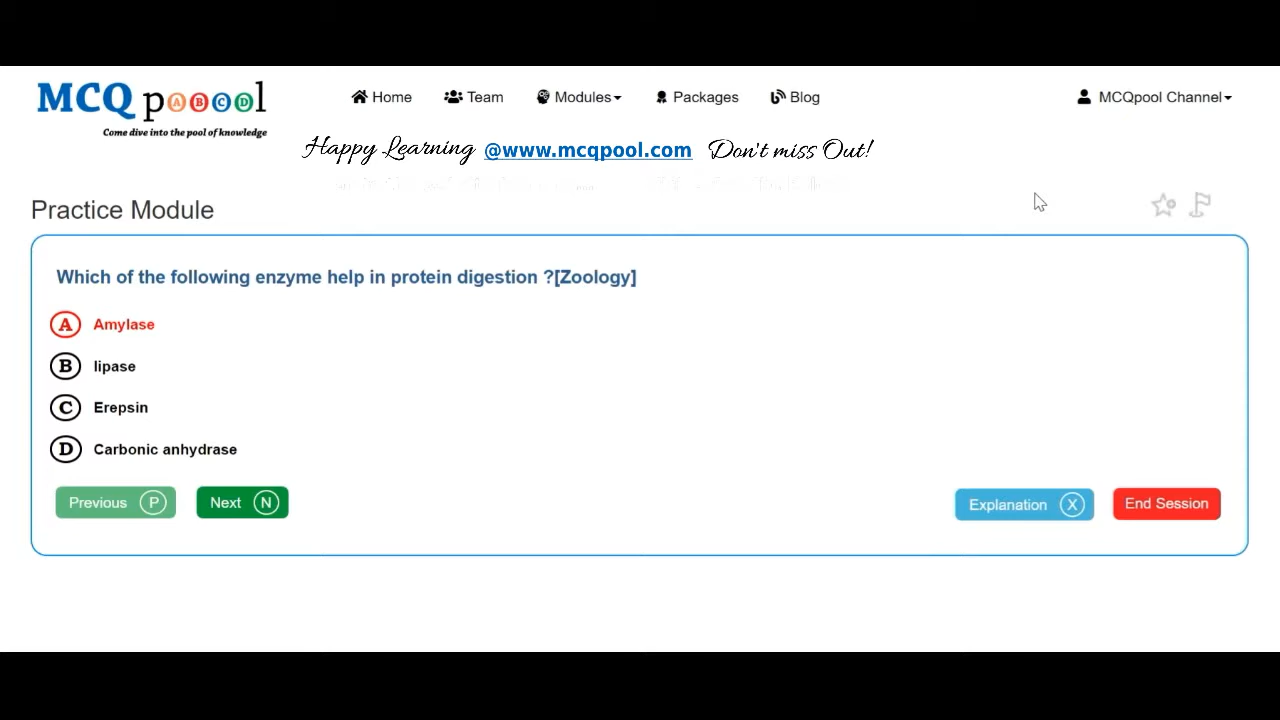 MCQ pooool
Come dive into the pool of knowledge
Home Team Modules Packages Blog MCQpool Channel
Happy Learning @www.mcqpool.com Don't miss Out!
Practice Module
Which of the following enzyme help in protein digestion ?[Zoology]
A Amylase
B lipase
C Erepsin
D Carbonic anhydrase
Previous P Next N Explanation X End Session